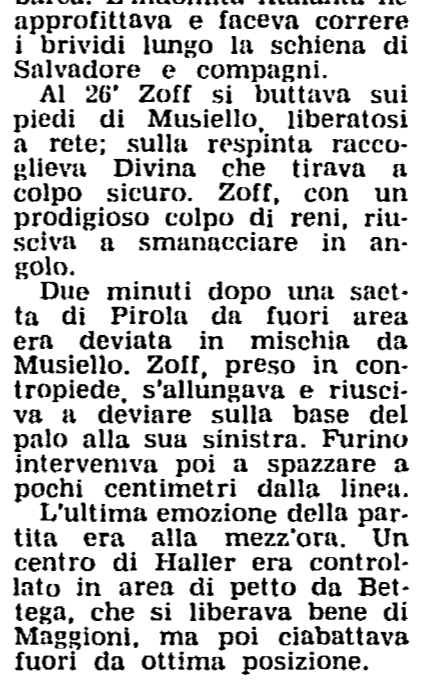 approfittava e faceva correre
i brividi lungo la schiena di
Salvadore e compagni.
Al 26' Zoff si buttava sui
piedi di Musiello, liberatosi
a rete; sulla respinta racco-
glieva Divina che tirava a
colpo sicuro. Zoff, con un
prodigioso colpo di reni, riu-
sciva a smanacciare in an-
golo.
Due minuti dopo una saet-
ta di Pirola da fuori area
era deviata in mischia da
Musiello. Zoff, preso in con-
tropiede, s'allungava e riusci-
va a deviare sulla base del
palo alla sua sinistra. Furino
interveniva poi a spazzare a
pochi centimetri dalla linea.
L'ultima emozione della par-
tita era alla mezz'ora. Un
centro di Haller era control-
lato in area di petto da Bet-
tega, che si liberava bene di
Maggioni, ma poi ciabattava
fuori da ottima posizione.